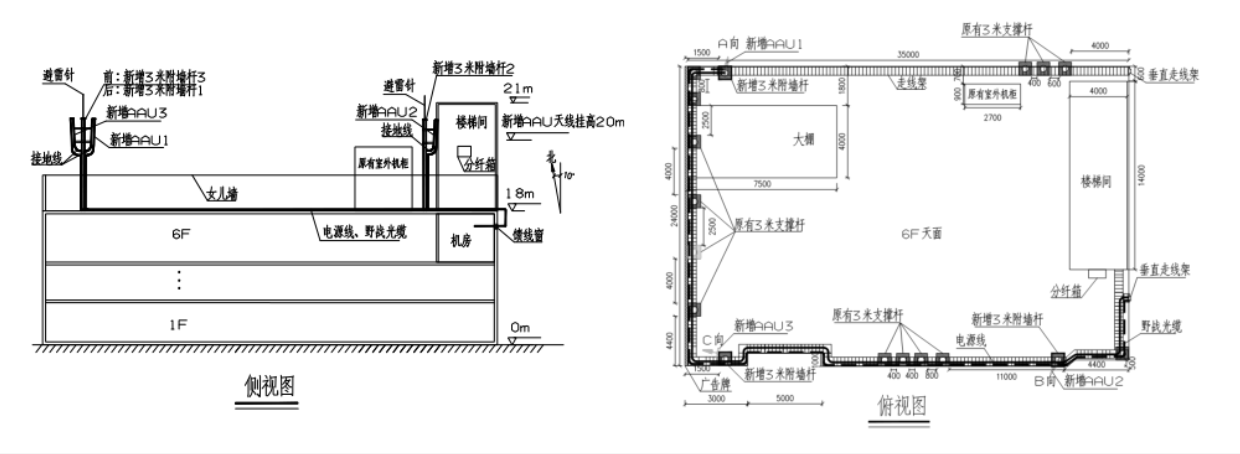 避雷针
前：新增3米附墙杆3
后：新增3米附墙杆1
新增AAU3
新增AAU1
接地线
新增3米附墙杆2
避雷针
新增AAU2
接地线
楼梯间
分纤箱
21m
新增AAU天线挂高20m
北
10°
原有室外机柜
女儿墙
18m
6F
电源线、野战光缆
机房
馈线窗
1F
0m
侧视图
原有3米支撑杆
A向 新增AAU1
1500
35000
4000
新增3米附墙杆
走线架
1800
900
原有室外机柜
400
600
2700
4000
垂直走线架
2500
大棚
4000
7500
4000
24000
2500
原有3米支撑杆
6F天面
楼梯间
14000
4000
分纤箱
垂直走线架
4400
C向
新增AAU3
原有3米支撑杆
新增3米附墙杆
电源线
野战光缆
1500
新增3米附墙杆
广告牌
400
400
800
11000
B向
新增AAU2
4400
500
3000
5000
俯视图